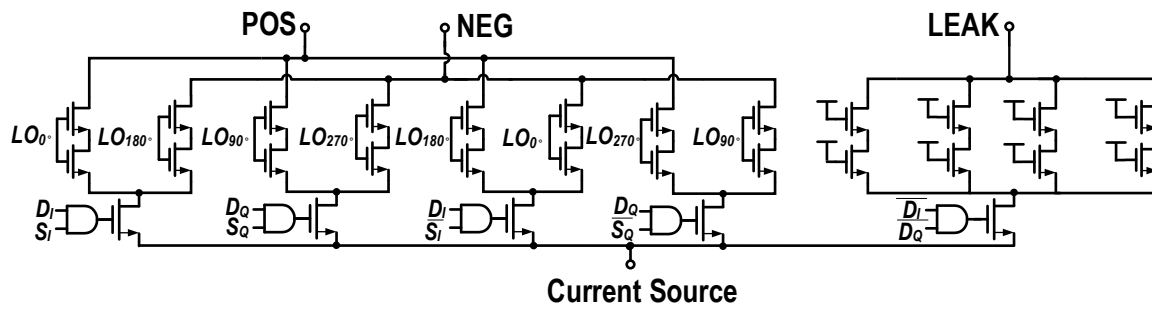 POS NEG LEAK
LO0° LO180° LO90° LO270° LO180° LO0° LO270° LO90°
DI DQ DI DQ DI
SI SQ SI SQ DQ
Current Source